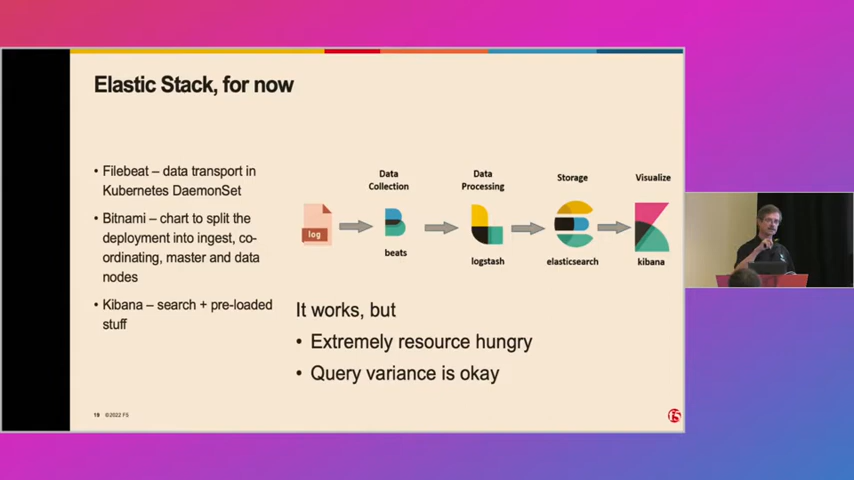 Elastic Stack, for now
• Filebeat – data transport in
Kubernetes DaemonSet
• Bitnami – chart to split the
deployment into ingest, co-
ordinating, master and data
nodes
• Kibana – search + pre-loaded
stuff
Data
Collection
Data
Processing
Storage
Visualize
log
beats
logstash
elasticsearch
kibana
It works, but
• Extremely resource hungry
• Query variance is okay
19 ©2022 F5
f5